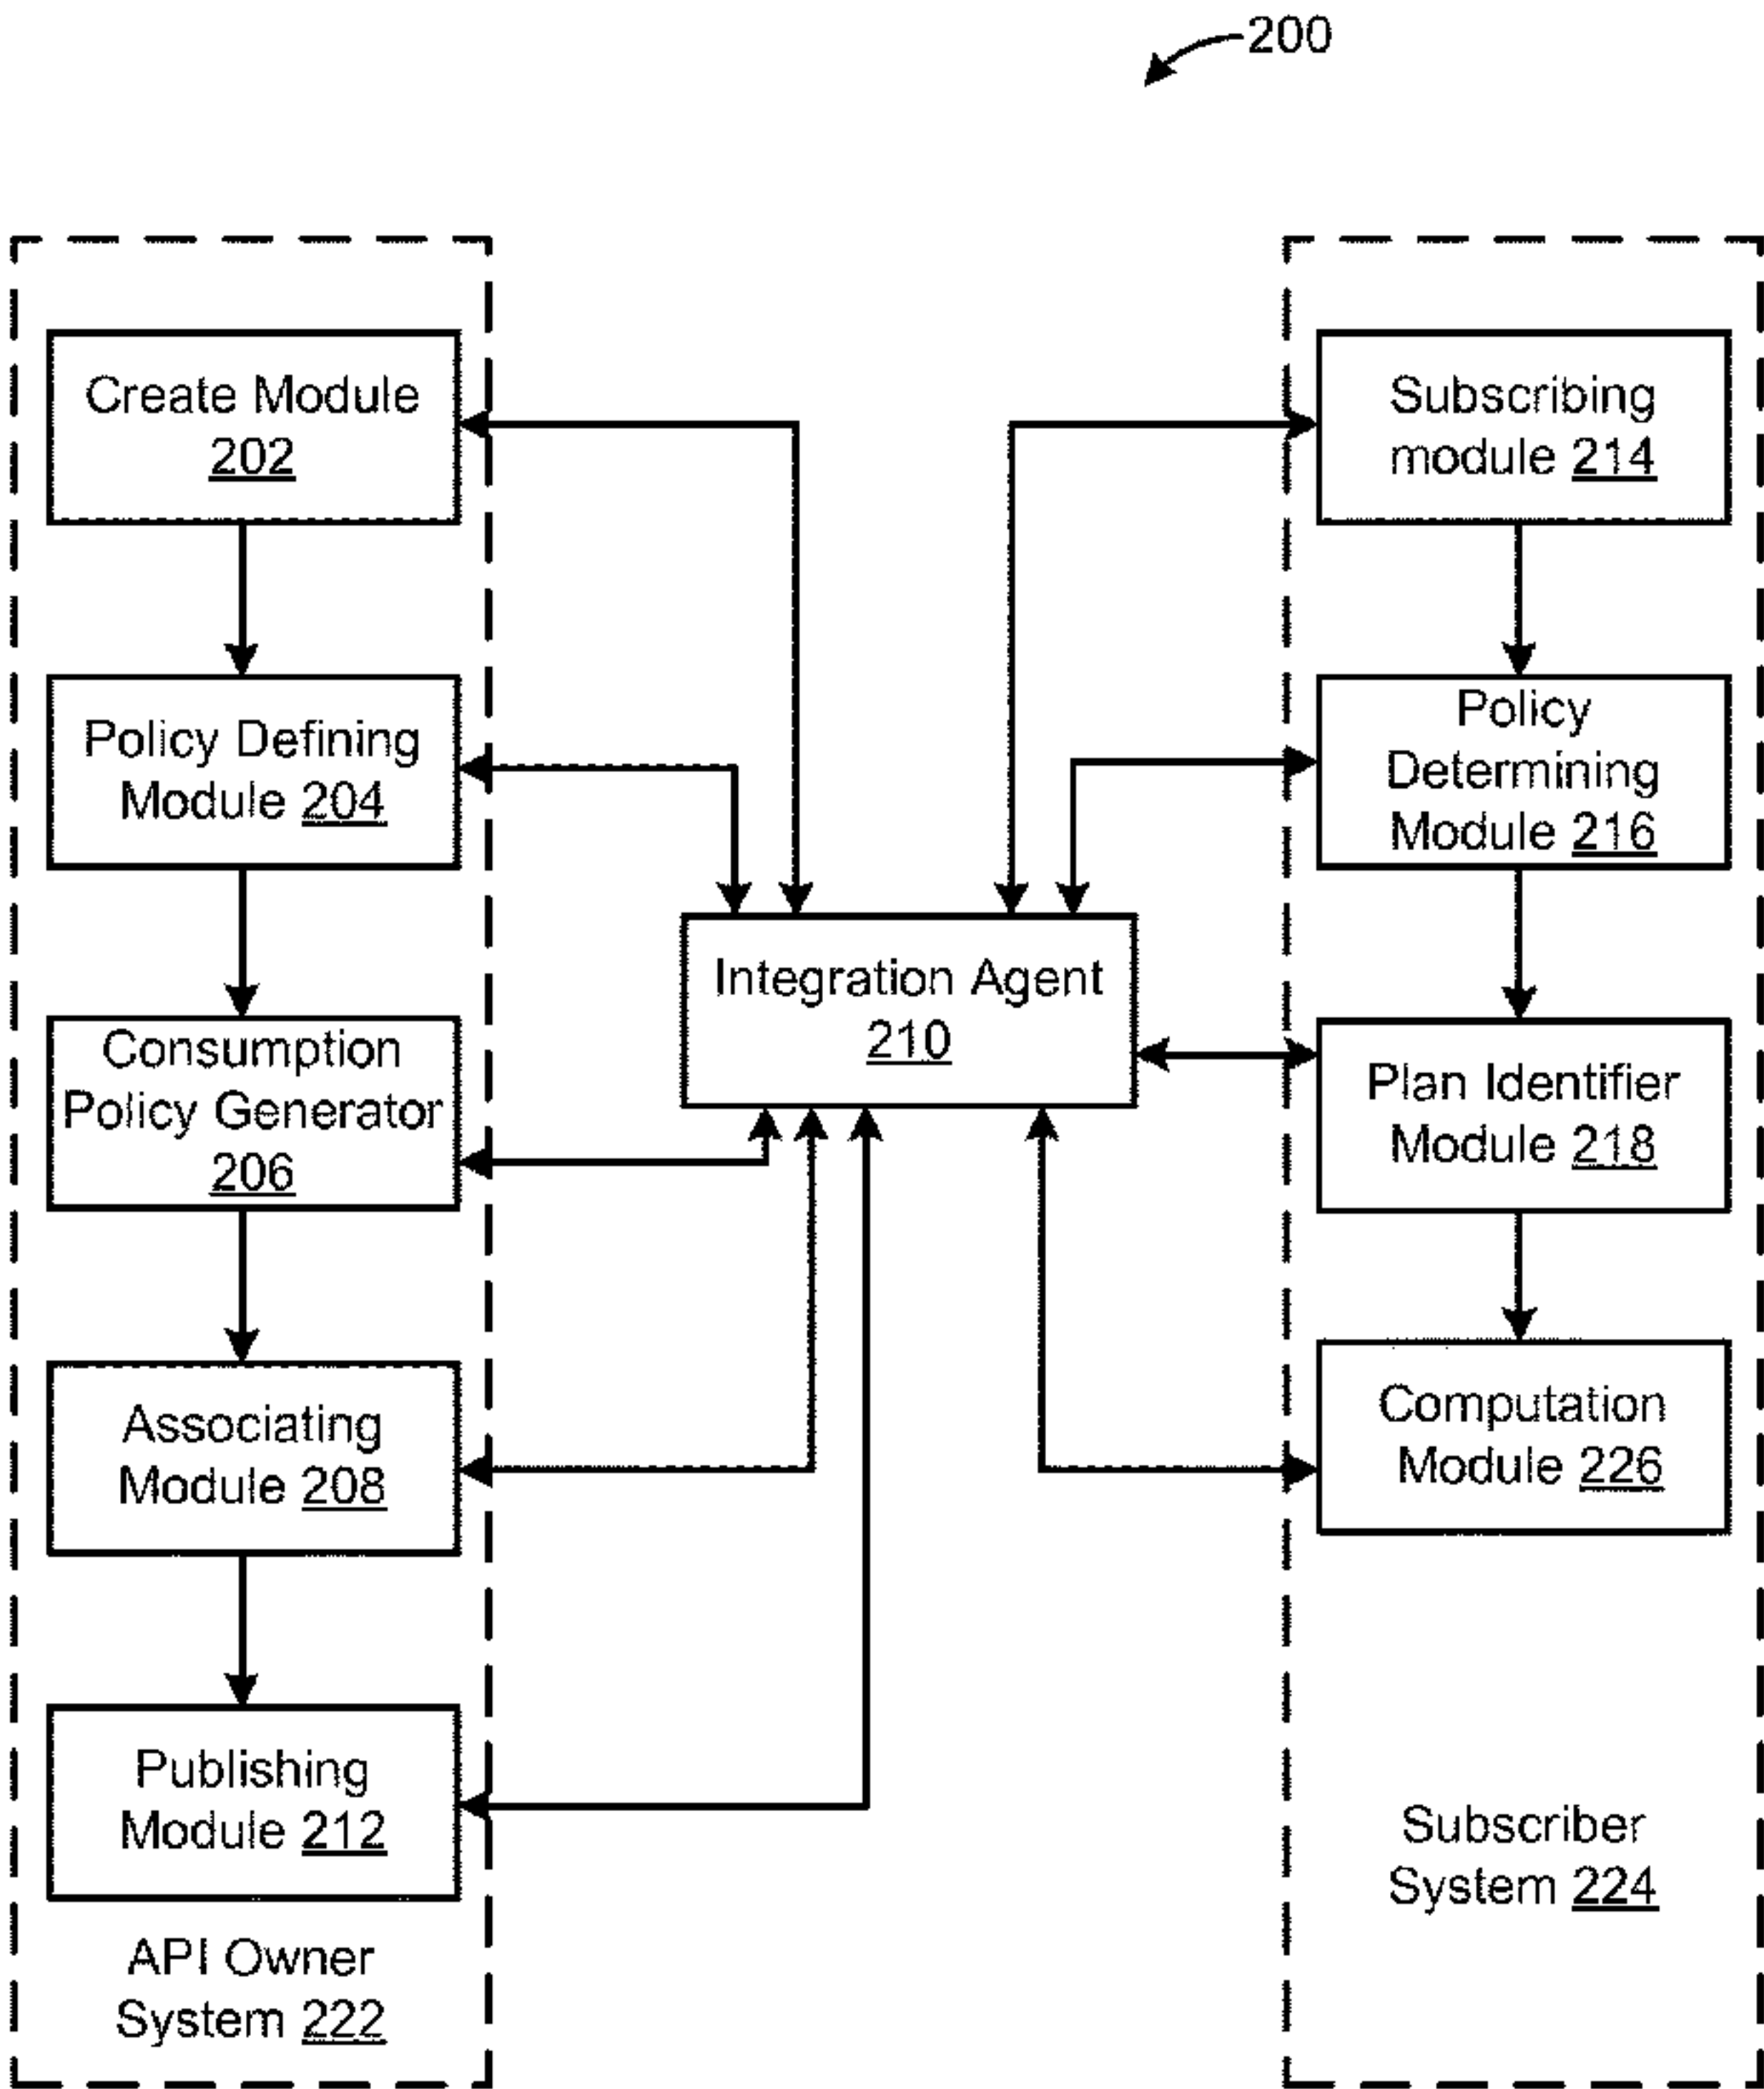 200
Create Module
202
Policy Defining
Module 204
Consumption
Policy Generator
206
Associating
Module 208
Publishing
Module 212
API Owner
System 222
Integration Agent
210
Subscribing
module 214
Policy
Determining
Module 216
Plan Identifier
Module 218
Computation
Module 226
Subscriber
System 224